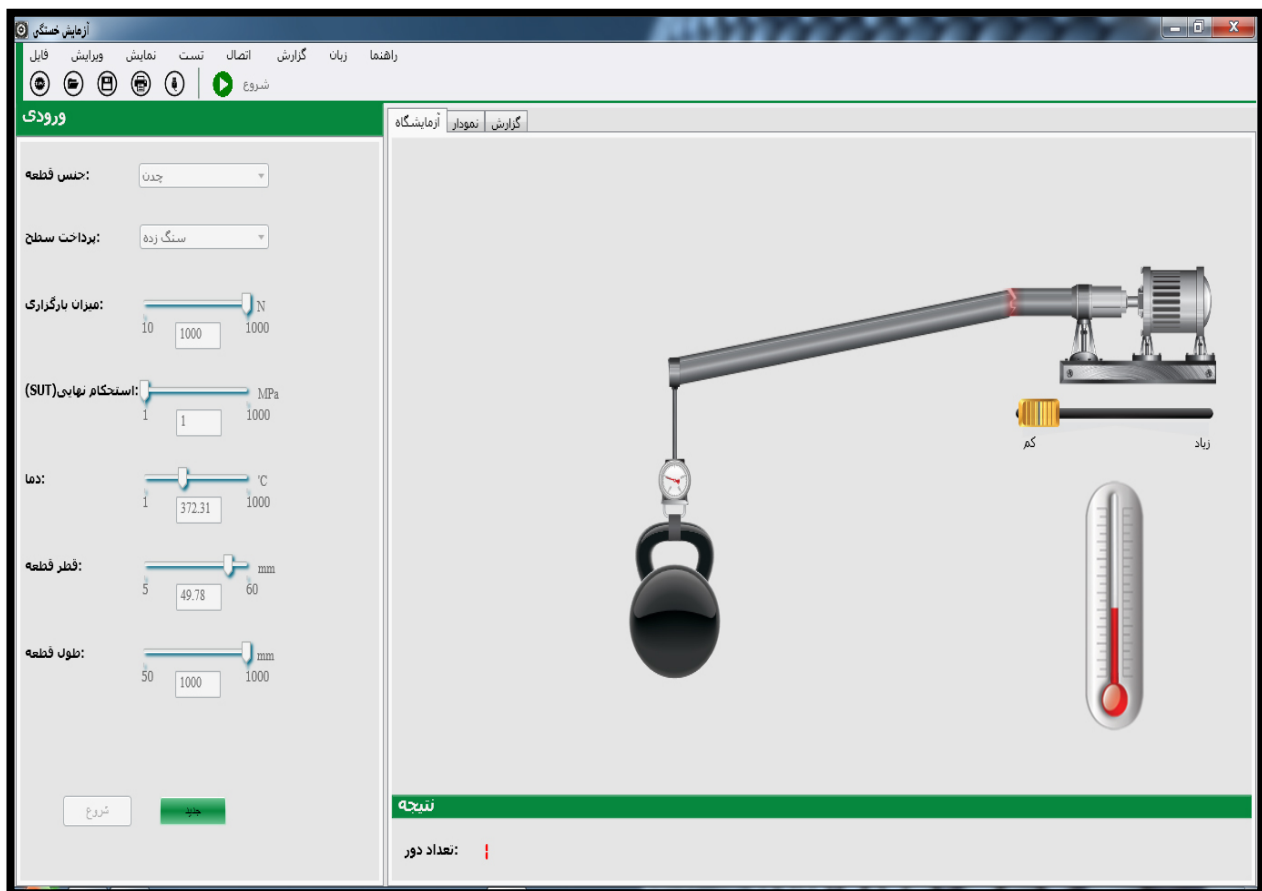 آزمایش خستگی
فایل ویرایش نمایش تست اتصال گزارش زبان راهنما
شروع
ورودی
آزمایشگاه نمودار گزارش
جنس قطعه: چدن
پرداخت سطح: سنگ زده
میزان بارگزاری: N
10 1000 1000
استحکام نهایی(SUT): MPa
1 1 1000
دما: 'C
1 372.31 1000
قطر قطعه: mm
5 49.78 60
طول قطعه: mm
50 1000 1000
شروع جدید
کم زیاد
نتیجه
تعداد دور: